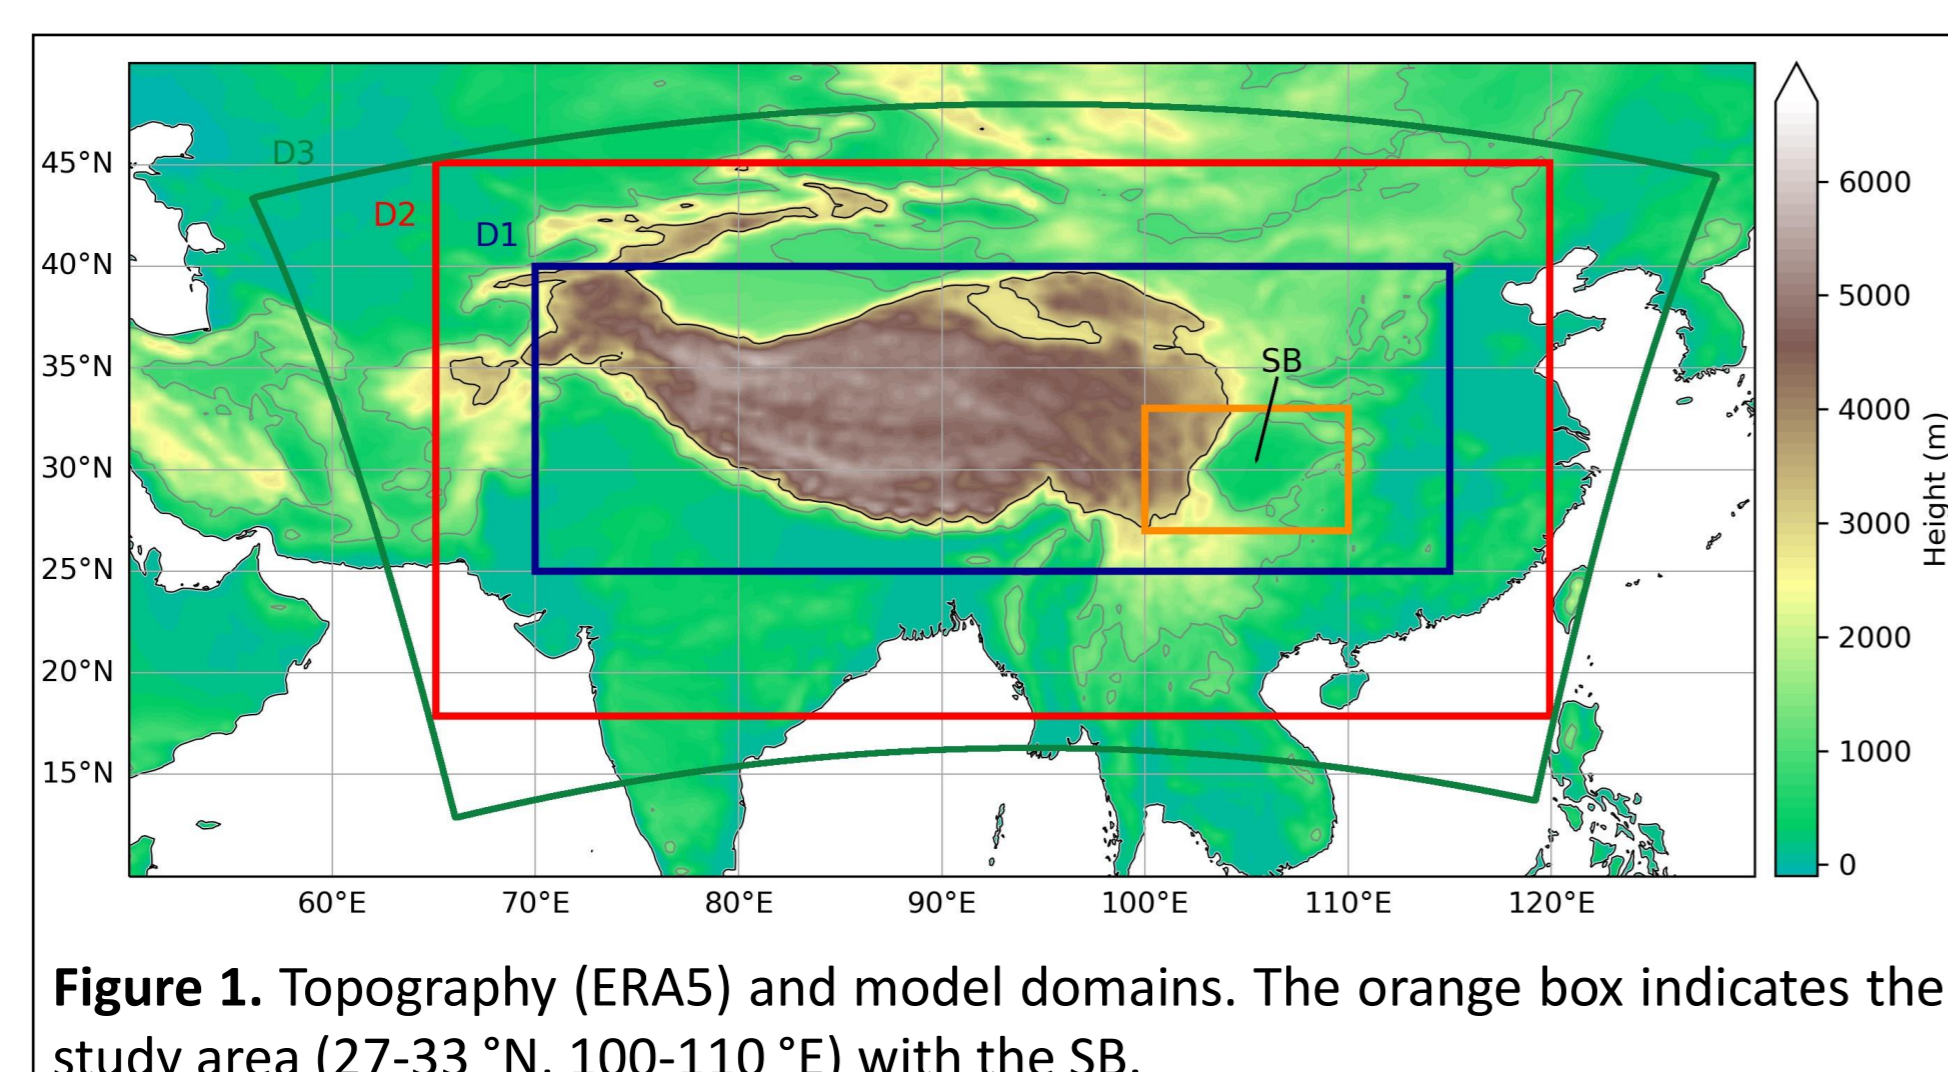 D3
45°N
D2
D1
40°N
35°N
SB
30°N
25°N
20°N
15°N
60°E 70°E 80°E 90°E 100°E 110°E 120°E
6000
5000
4000
3000
2000
1000
0
Height (m)
Figure 1. Topography (ERA5) and model domains. The orange box indicates the
study area (27-33 °N, 100-110 °E) with the SB.